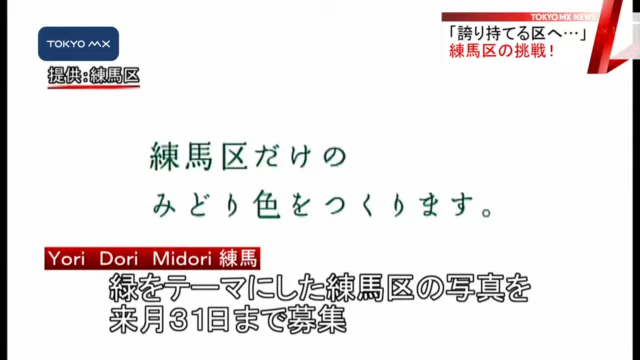 TOKYO MX
提供:練馬区
TOKYO MX NEWS
「誇り持てる区へ…」
練馬区の挑戦!
練馬区だけの
みどり色をつくります。
Yori Dori Midori 練馬
緑をテーマにした練馬区の写真を
来月31日まで募集